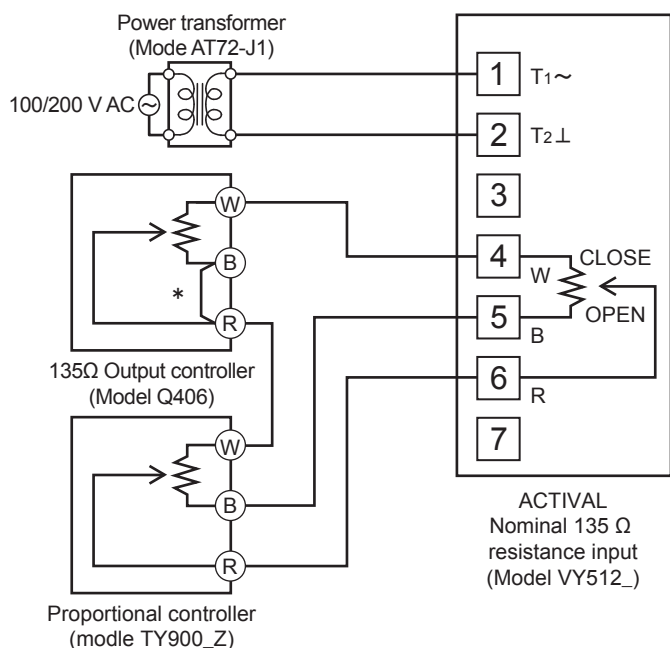 Power transformer
(Mode AT72-J1)
100/200 V AC
1 T1~
2 T2⊥
3
4 W
5 B
6 R
7
CLOSE
OPEN
W
B
*
R
135Ω Output controller
(Model Q406)
W
B
R
Proportional controller
(modle TY900_Z)
ACTIVAL
Nominal 135 Ω
resistance input
(Model VY512_)